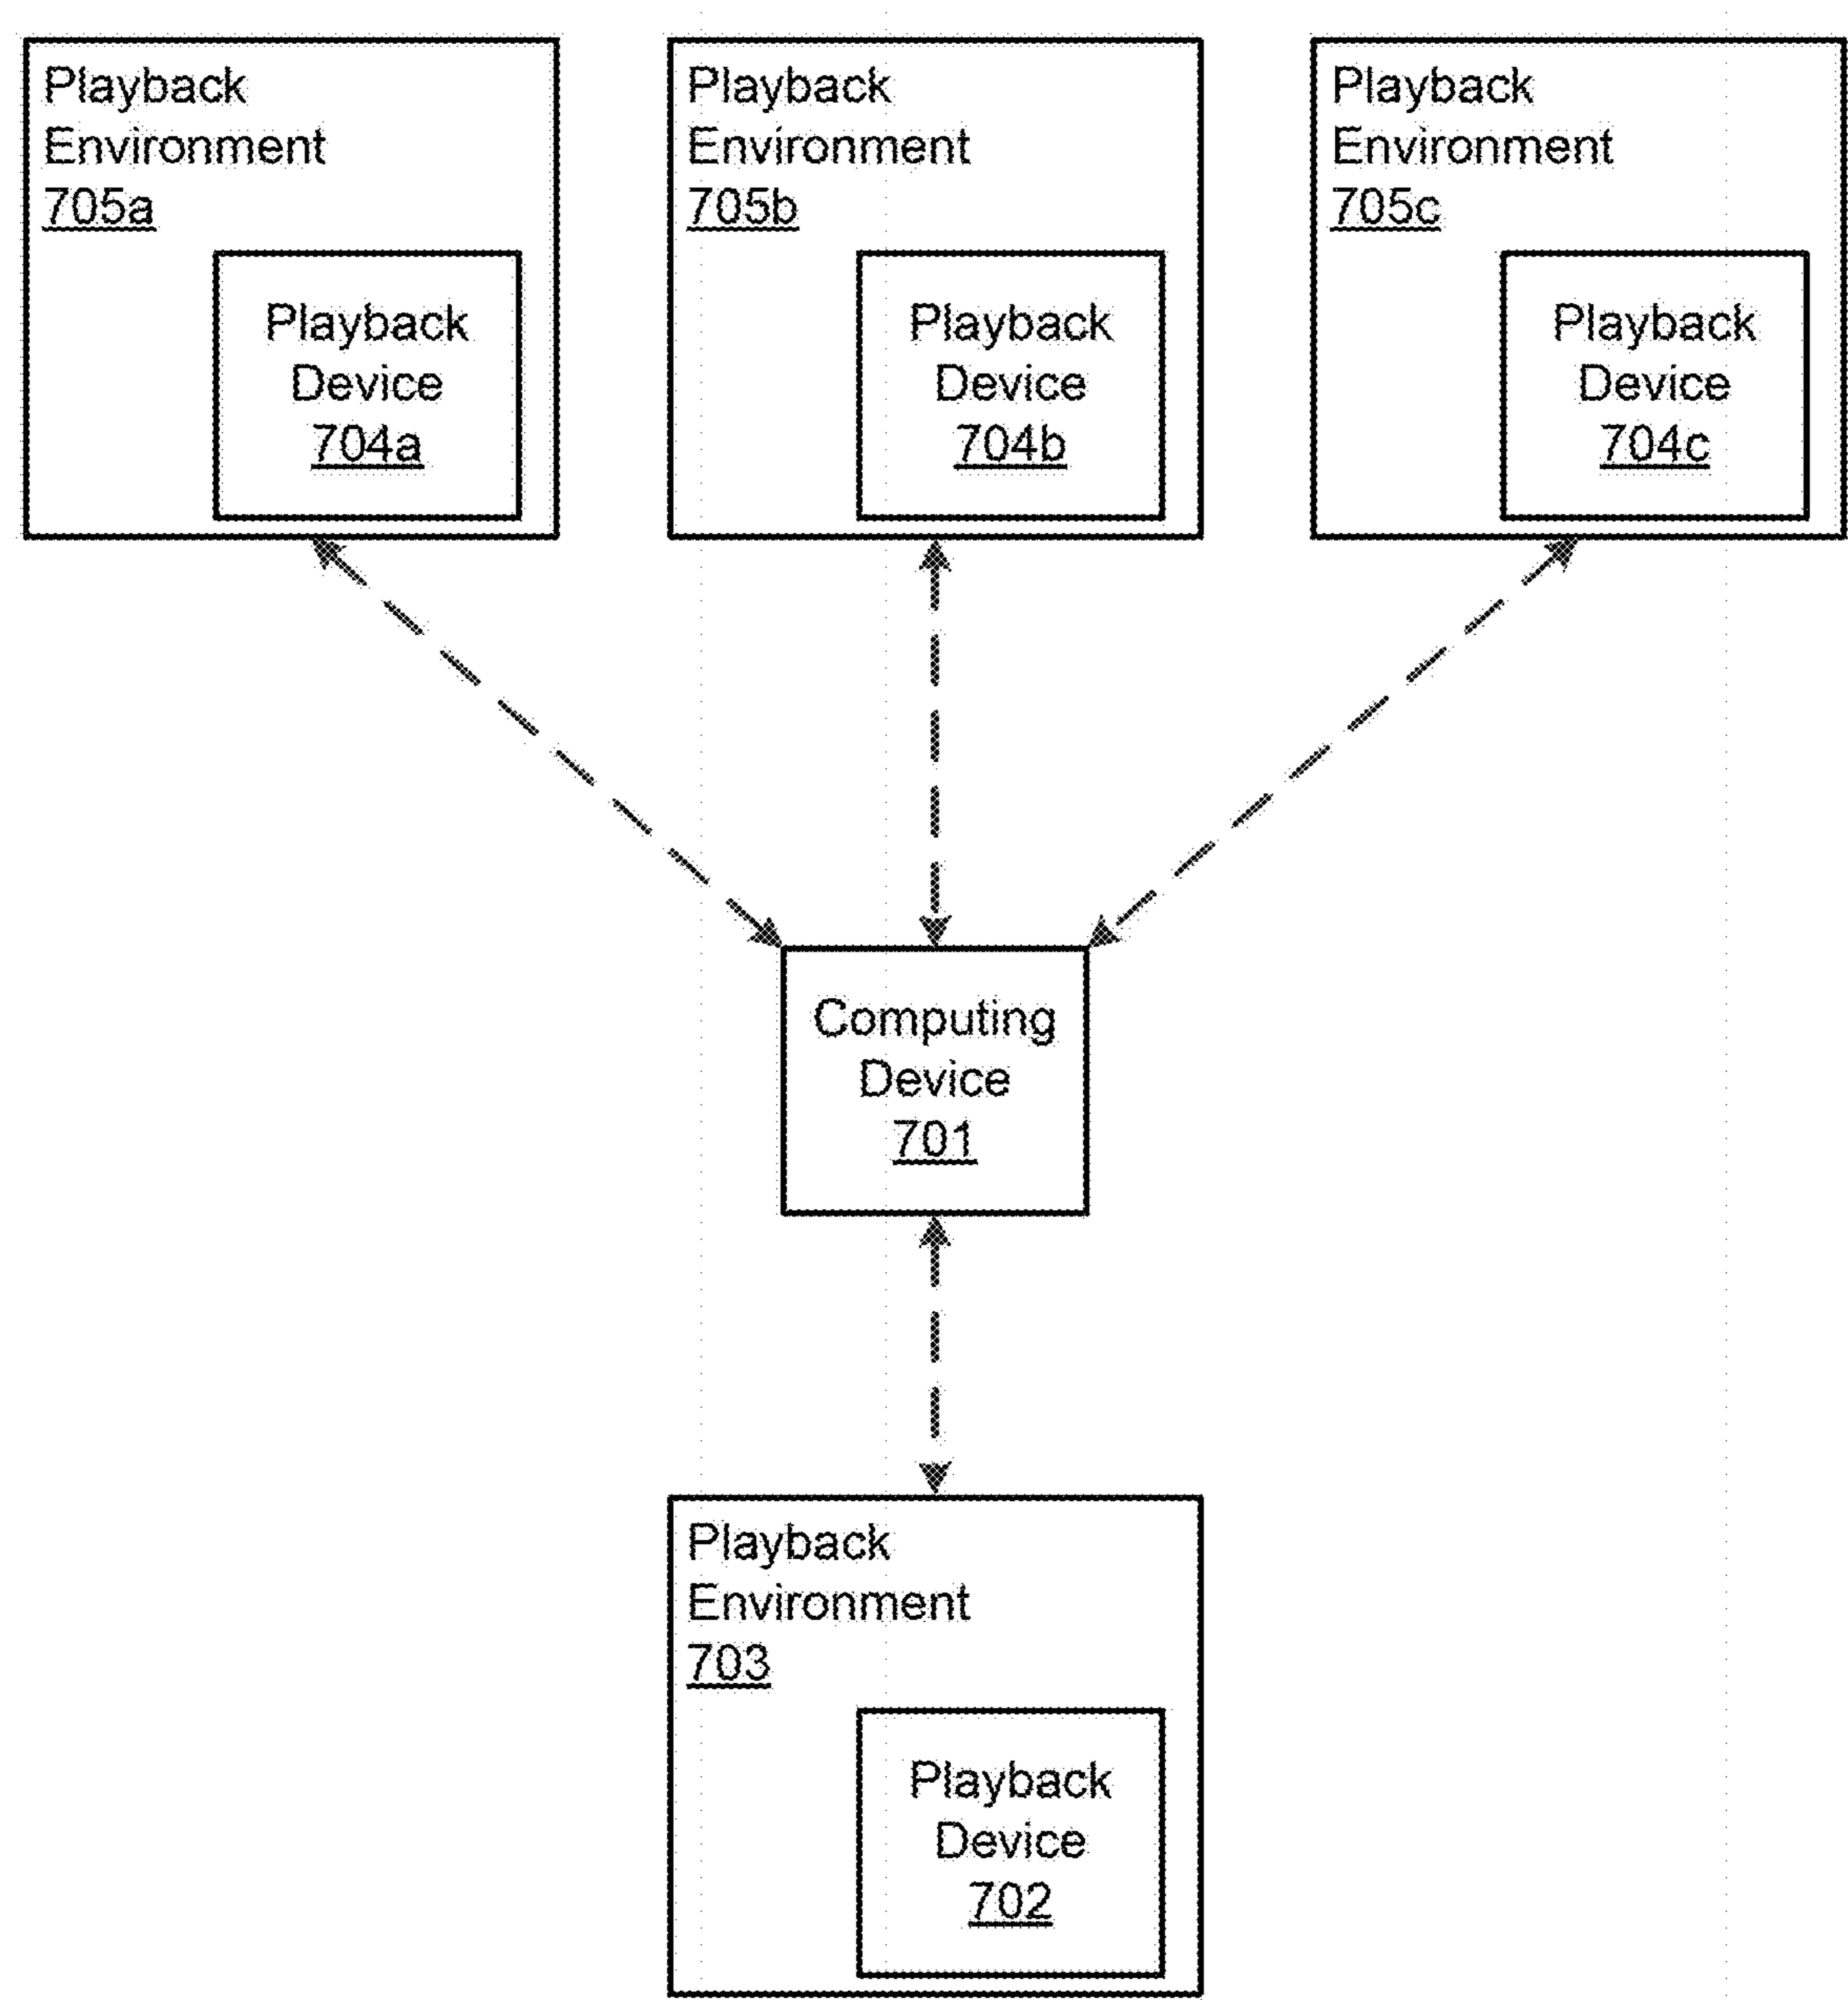 Playback
Environment
705a
Playback
Device
704a
Playback
Environment
705b
Playback
Device
704b
Playback
Environment
705c
Playback
Device
704c
Computing
Device
701
Playback
Environment
703
Playback
Device
702